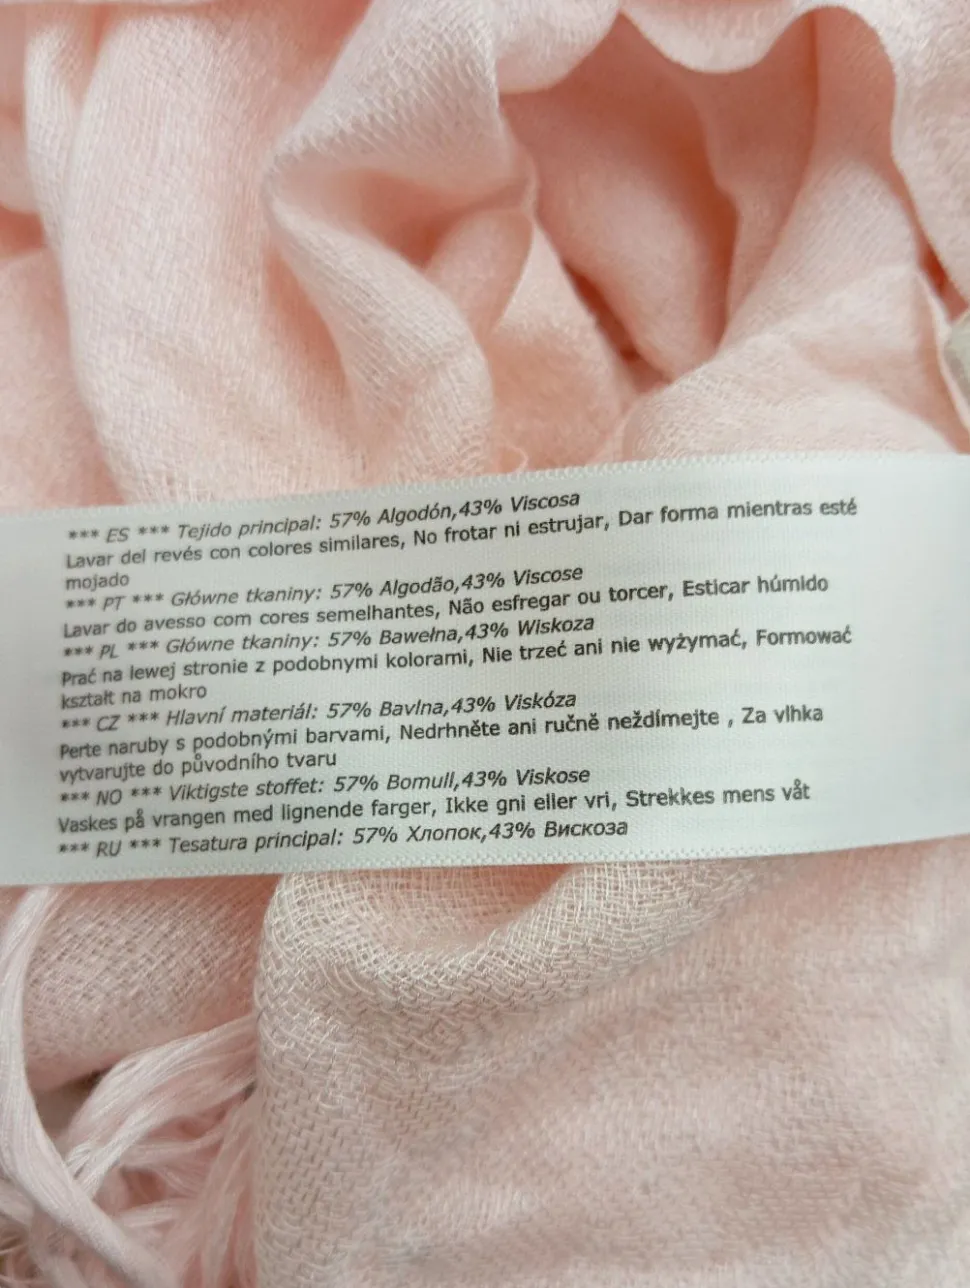 *** ES *** Tejido principal: 57% Algodón,43% Viscosa
Lavar del revés con colores similares, No frotar ni estrujar, Dar forma mientras esté
mojado
*** PT *** Główne tkaniny: 57% Algodão,43% Viscose
Lavar do avesso com cores semelhantes, Não esfregar ou torcer, Esticar húmido
*** PL *** Główne tkaniny: 57% Bawełna,43% Wiskoza
Prać na lewej stronie z podobnymi kolorami, Nie trzeć ani nie wyżymać, Formować
kształt na mokro
*** CZ *** Hlavní materiál: 57% Bavlna,43% Viskóza
Perte naruby s podobnými barvami, Nedrhněte ani ručně neždímejte , Za vlhka
vytvarujte do původního tvaru
*** NO *** Viktigste stoffet: 57% Bomull,43% Viskose
Vaskes på vrangen med lignende farger, Ikke gni eller vri, Strekkes mens våt
*** RU *** Tesatura principal: 57% Хлопок,43% Вискоза